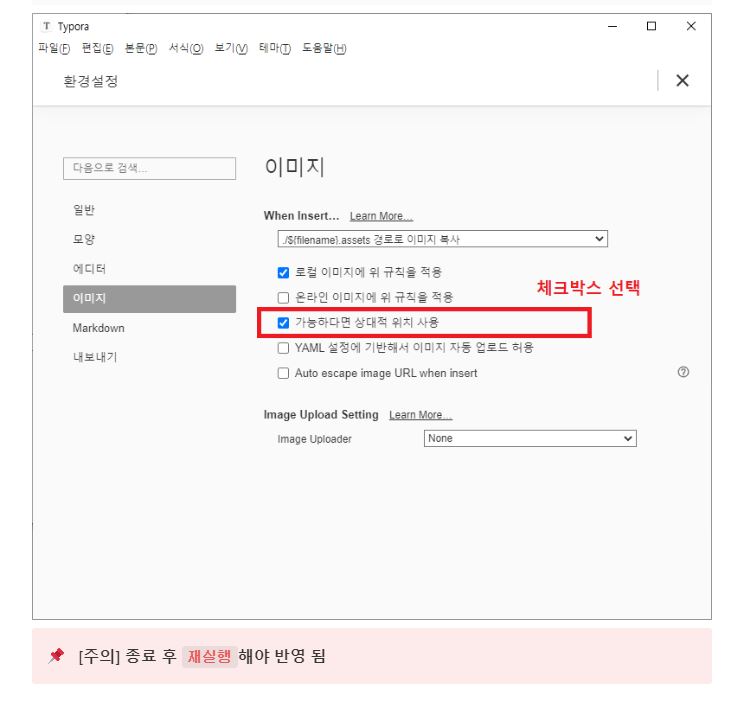 T Typora
파일(F) 편집(E) 본문(P) 서식(O) 보기(V) 테마(T) 도움말(H)
환경설정
다음으로 검색...
이미지
일반
모양
에디터
이미지
Markdown
내보내기
When Insert... Learn More...
./${filename}.assets 경로로 이미지 복사
로컬 이미지에 위 규칙을 적용
온라인 이미지에 위 규칙을 적용
체크박스 선택
가능하다면 상대적 위치 사용
YAML 설정에 기반해서 이미지 자동 업로드 허용
Auto escape image URL when insert
Image Upload Setting Learn More...
Image Uploader None
[주의] 종료 후 재실행 해야 반영 됨